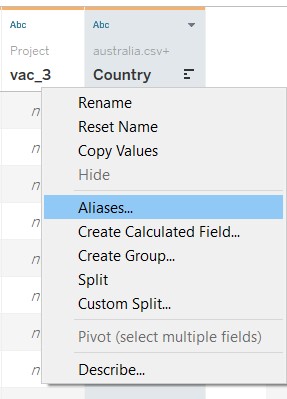 Abc Abc
Project australia.csv+
vac_3 Country
Rename
Reset Name
Copy Values
Hide
Aliases...
Create Calculated Field...
Create Group...
Split
Custom Split...
Pivot (select multiple fields)
Describe...